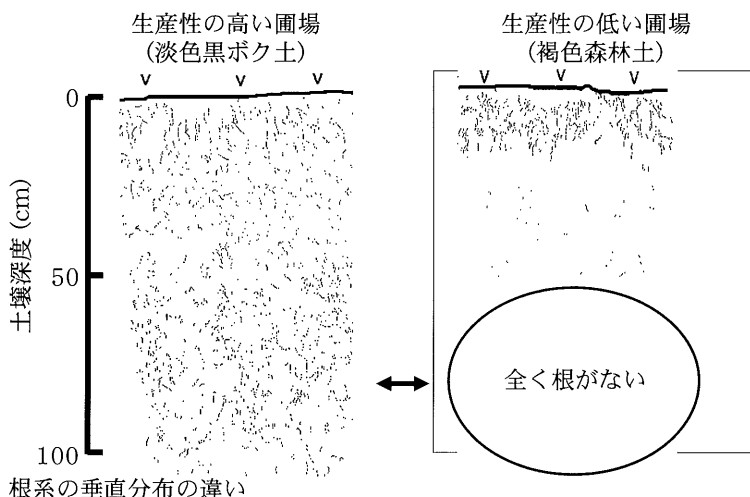 生産性の高い圃場
(淡色黒ボク土)
生産性の低い圃場
(褐色森林土)
0
50
100
土壌深度(cm)
全く根がない
根系の垂直分布の違い